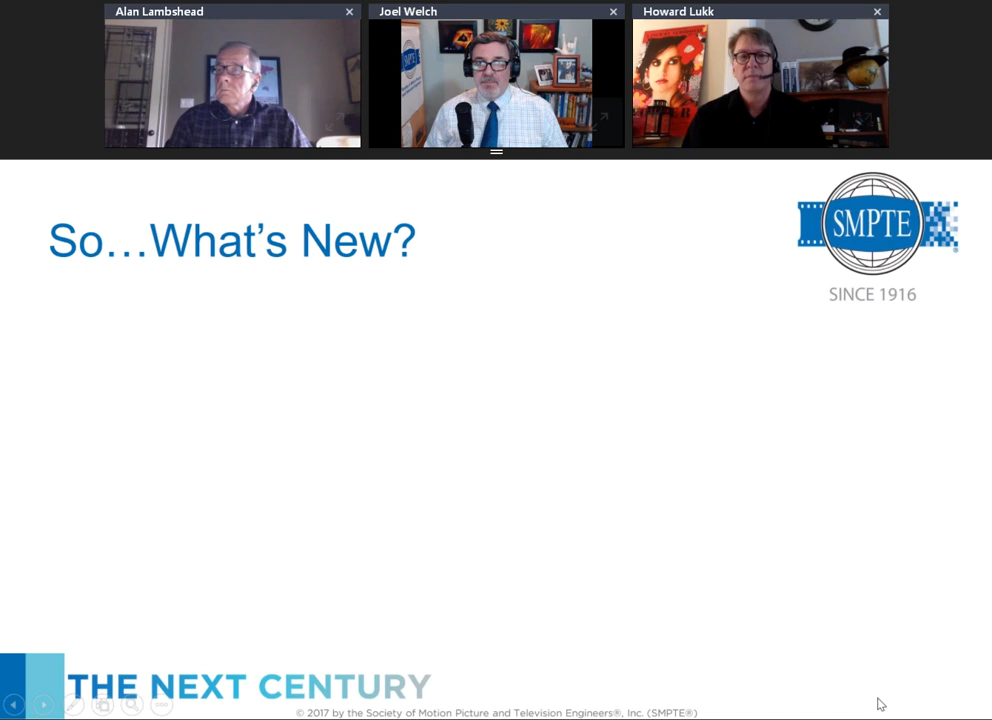 Alan Lambshead
Joel Welch
Howard Lukk
SMPTE
So…What’s New?
SMPTE
SINCE 1916
THE NEXT CENTURY
© 2017 by the Society of Motion Picture and Television Engineers®, Inc. (SMPTE®)